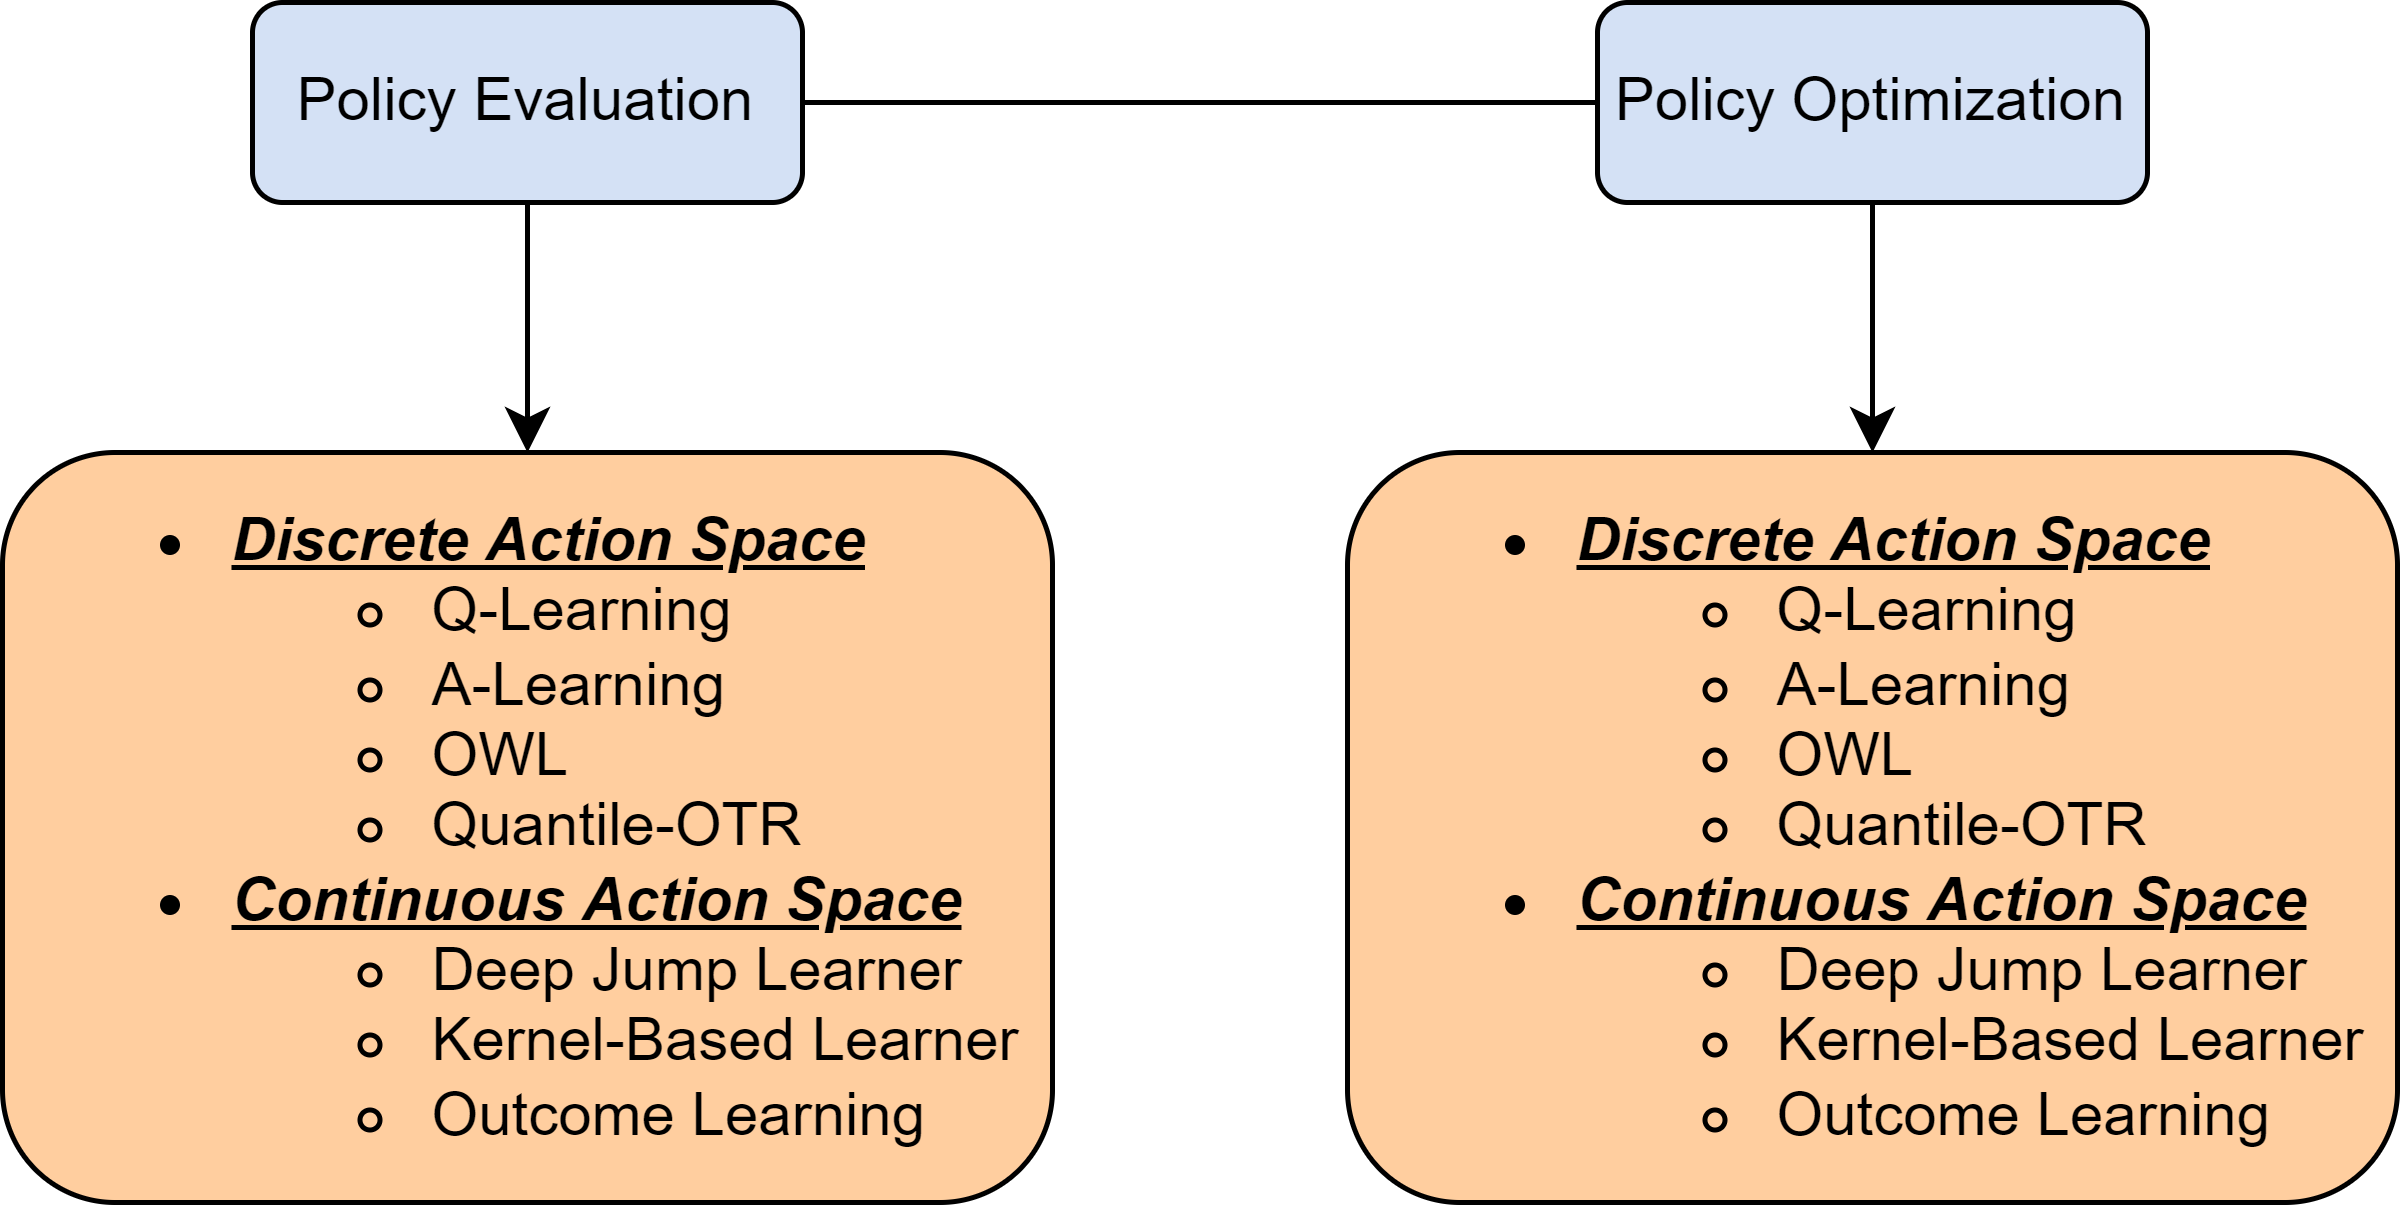 Policy Evaluation
Policy Optimization
Discrete Action Space
Q-Learning
A-Learning
OWL
Quantile-OTR
Continuous Action Space
Deep Jump Learner
Kernel-Based Learner
Outcome Learning
Discrete Action Space
Q-Learning
A-Learning
OWL
Quantile-OTR
Continuous Action Space
Deep Jump Learner
Kernel-Based Learner
Outcome Learning